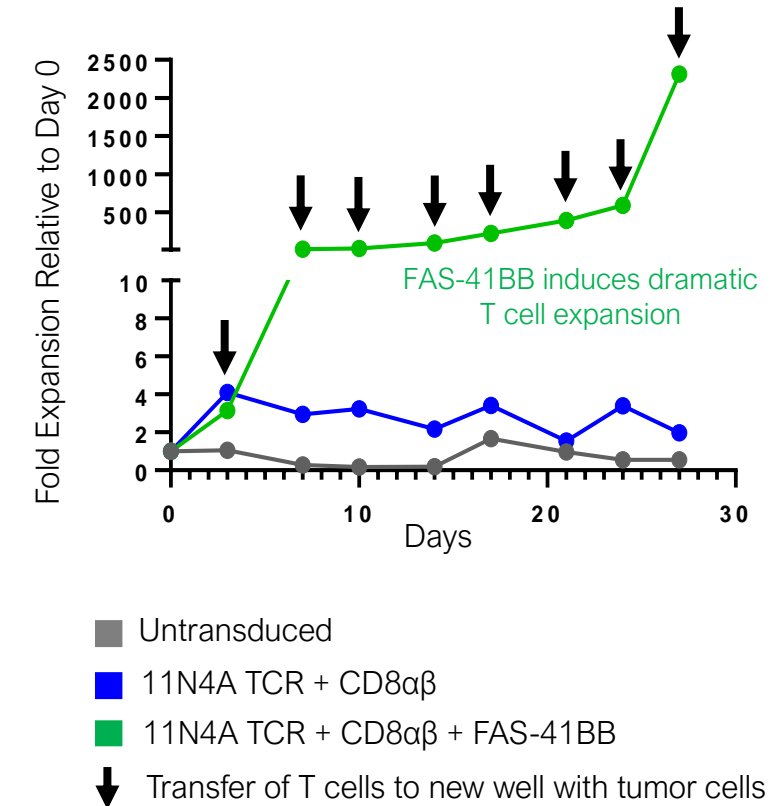 Fold Expansion Relative to Day 0
2500
2000
1500
1000
500
10
8
6
4
2
0
FAS-41BB induces dramatic
T cell expansion
0 10 20 30
Days
Untransduced
11N4A TCR + CD8αβ
11N4A TCR + CD8αβ + FAS-41BB
Transfer of T cells to new well with tumor cells